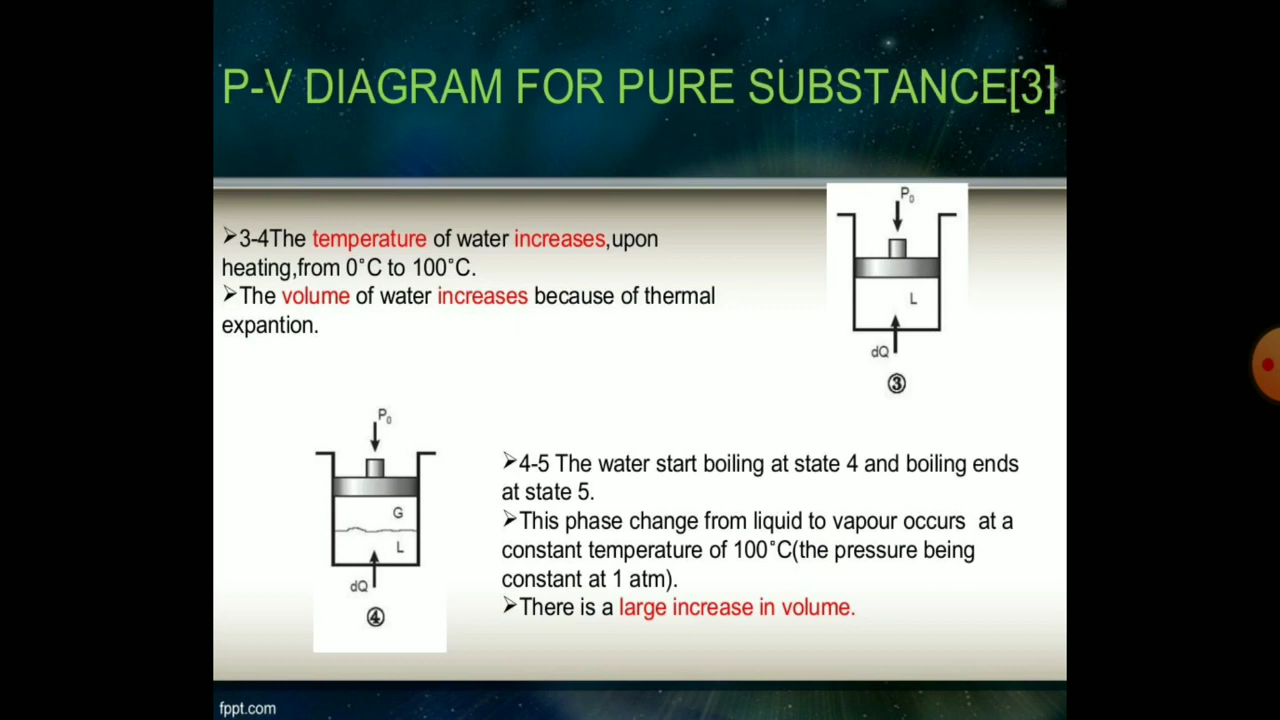 P-V DIAGRAM FOR PURE SUBSTANCE[3]
P0
➢3-4The temperature of water increases,upon
heating,from 0˚C to 100˚C.
➢The volume of water increases because of thermal
expantion.
L
dQ
③
P0
G
L
dQ
④
➢4-5 The water start boiling at state 4 and boiling ends
at state 5.
➢This phase change from liquid to vapour occurs at a
constant temperature of 100˚C(the pressure being
constant at 1 atm).
➢There is a large increase in volume.
fppt.com